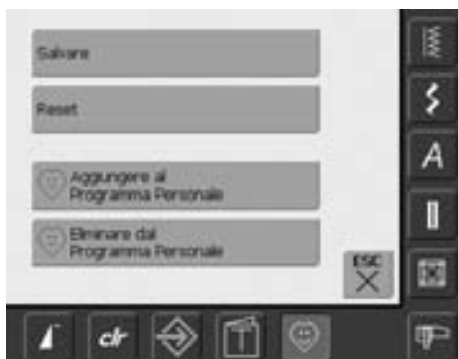 Salvare
Reset
Aggiungere al
Programma Personale
Eliminare dal
Programma Personale
ESC
A
clr